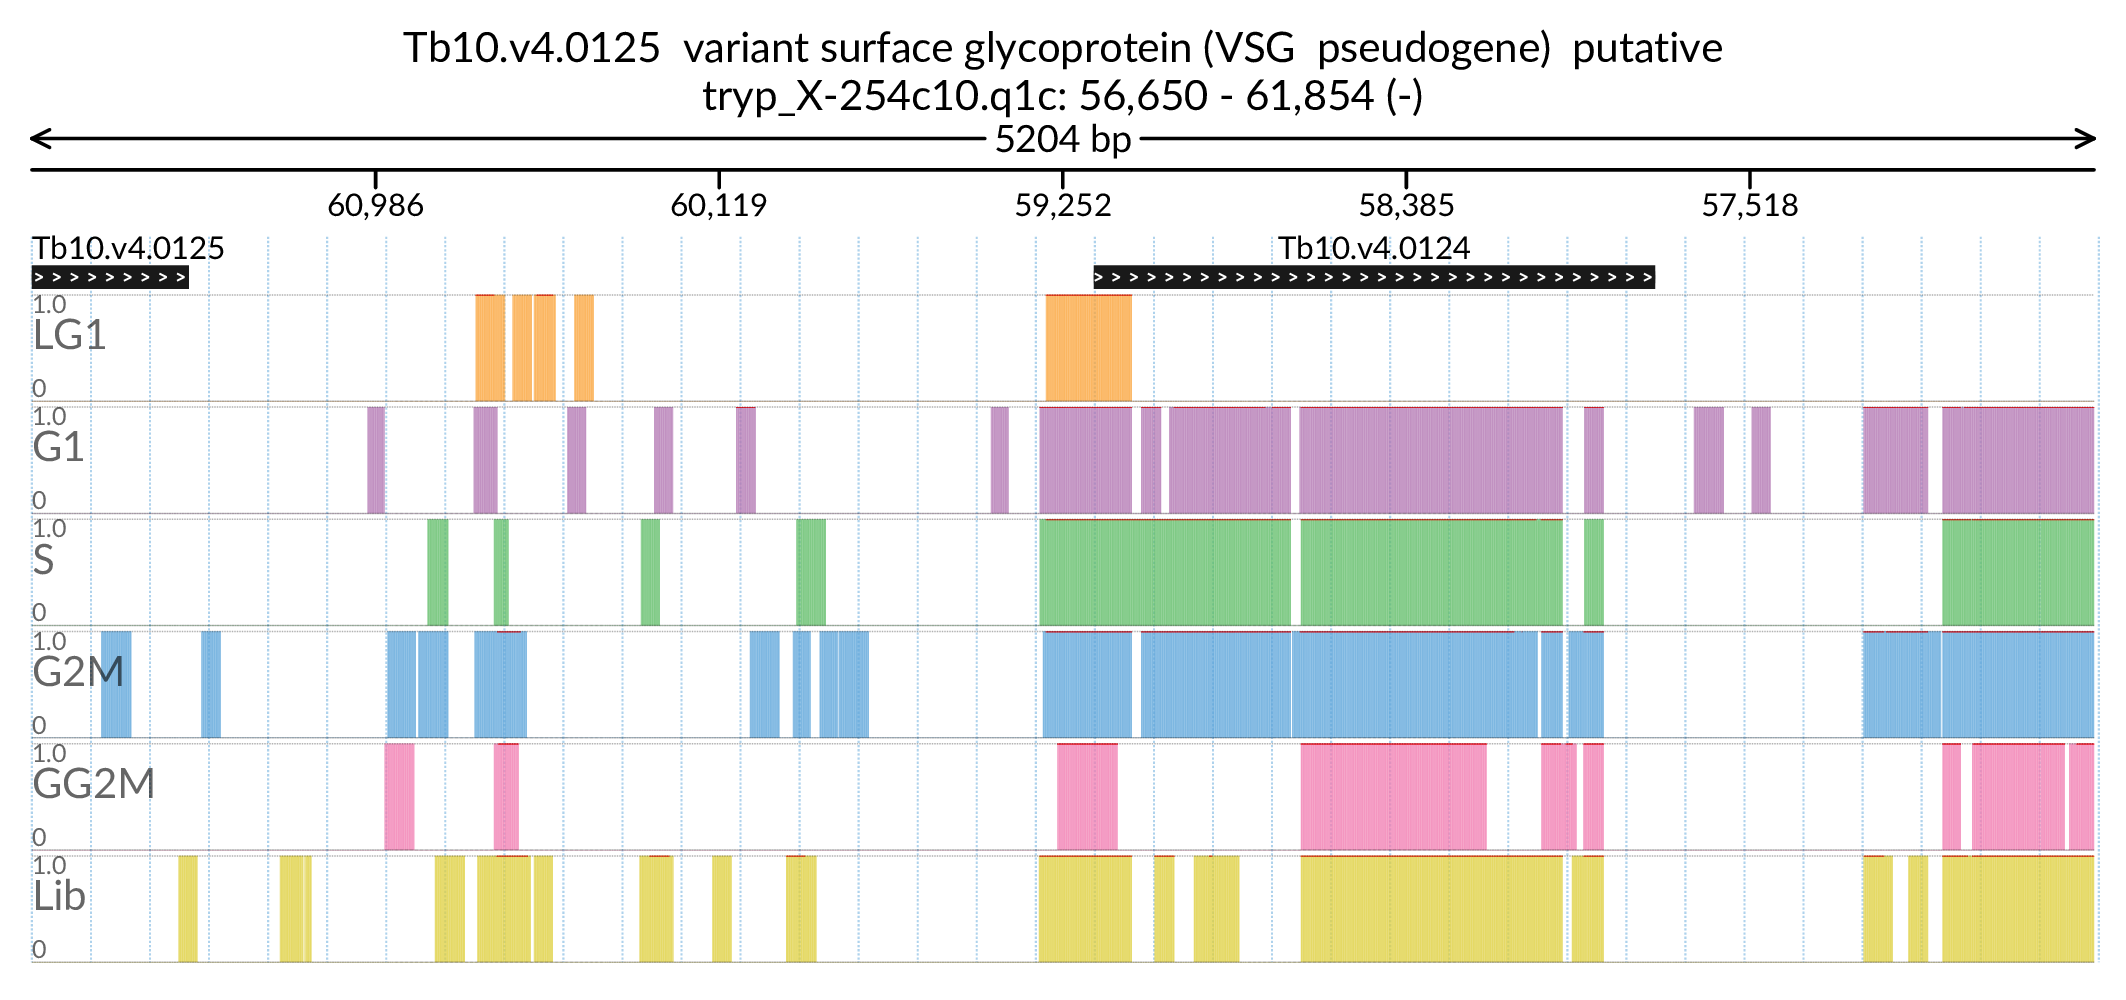 Tb10.v4.0125  variant surface glycoprotein (VSG  pseudogene)  putative
tryp_X-254c10.q1c: 56,650 - 61,854 (-)
5204 bp
60,986 60,119 59,252 58,385 57,518
Tb10.v4.0125 Tb10.v4.0124
> > > > > > > > > > > > > > > > > > > > > > > > > > > > > > > > > > > > > > > > >
1.0
LG1
0
1.0
G1
0
1.0
S
0
1.0
G2M
0
1.0
GG2M
0
1.0
Lib
0